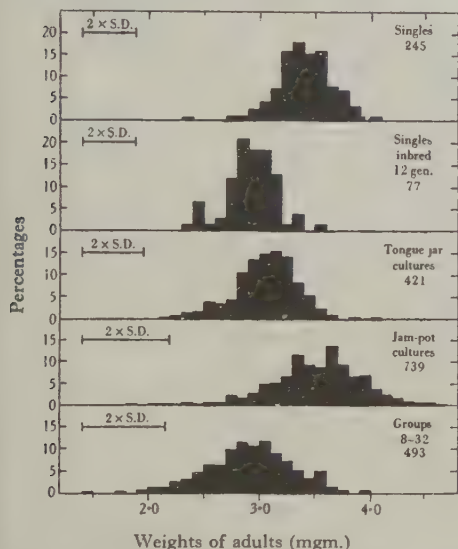 20
15
10
5
0
2 × S.D.
Singles
245
20
15
10
5
0
2 × S.D.
Singles
inbred
12 gen.
77
15
10
5
0
2 × S.D.
Tongue jar
cultures
421
15
10
5
0
2 × S.D.
Jam-pot
cultures
739
15
10
5
0
2 × S.D.
Groups
8–32
493
Percentages
2·0
3·0
4·0
Weights of adults (mgm.)